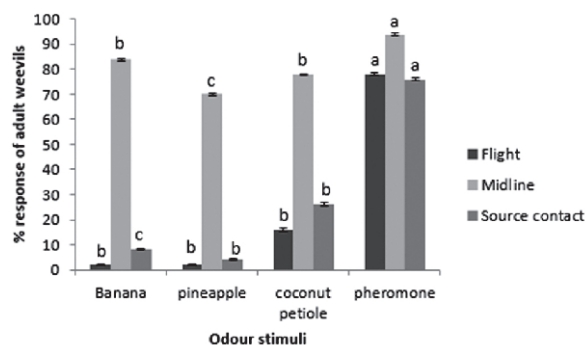 % response of adult weevils
100
90
80
70
60
50
40
30
20
10
0
b
b
c
b
c
b
b
b
b
a
a
a
Banana
pineapple
coconut
petiole
pheromone
Odour stimuli
Flight
Midline
Source contact